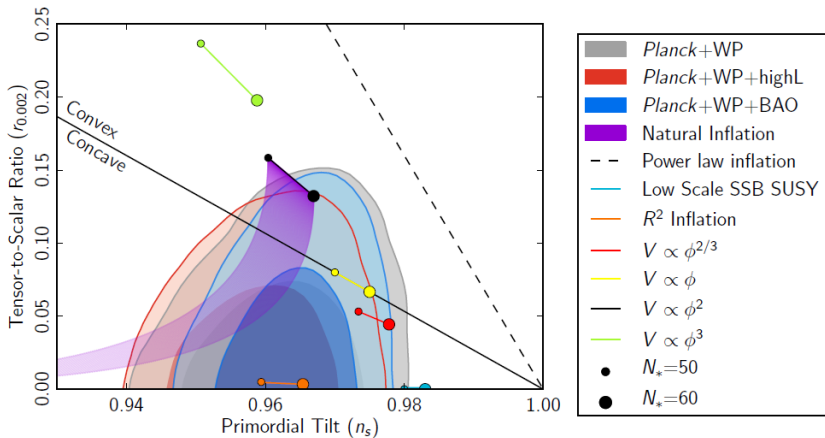 0.25
0.20
0.15
0.10
0.05
0.00
Tensor-to-Scalar Ratio (r₀.₀₀₂)
Convex
Concave
0.94
0.96
0.98
1.00
Primordial Tilt (nₛ)
Planck+WP
Planck+WP+highL
Planck+WP+BAO
Natural Inflation
Power law inflation
Low Scale SSB SUSY
R² Inflation
V ∝ ϕ²ᐟ³
V ∝ ϕ
V ∝ ϕ²
V ∝ ϕ³
N*=50
N*=60